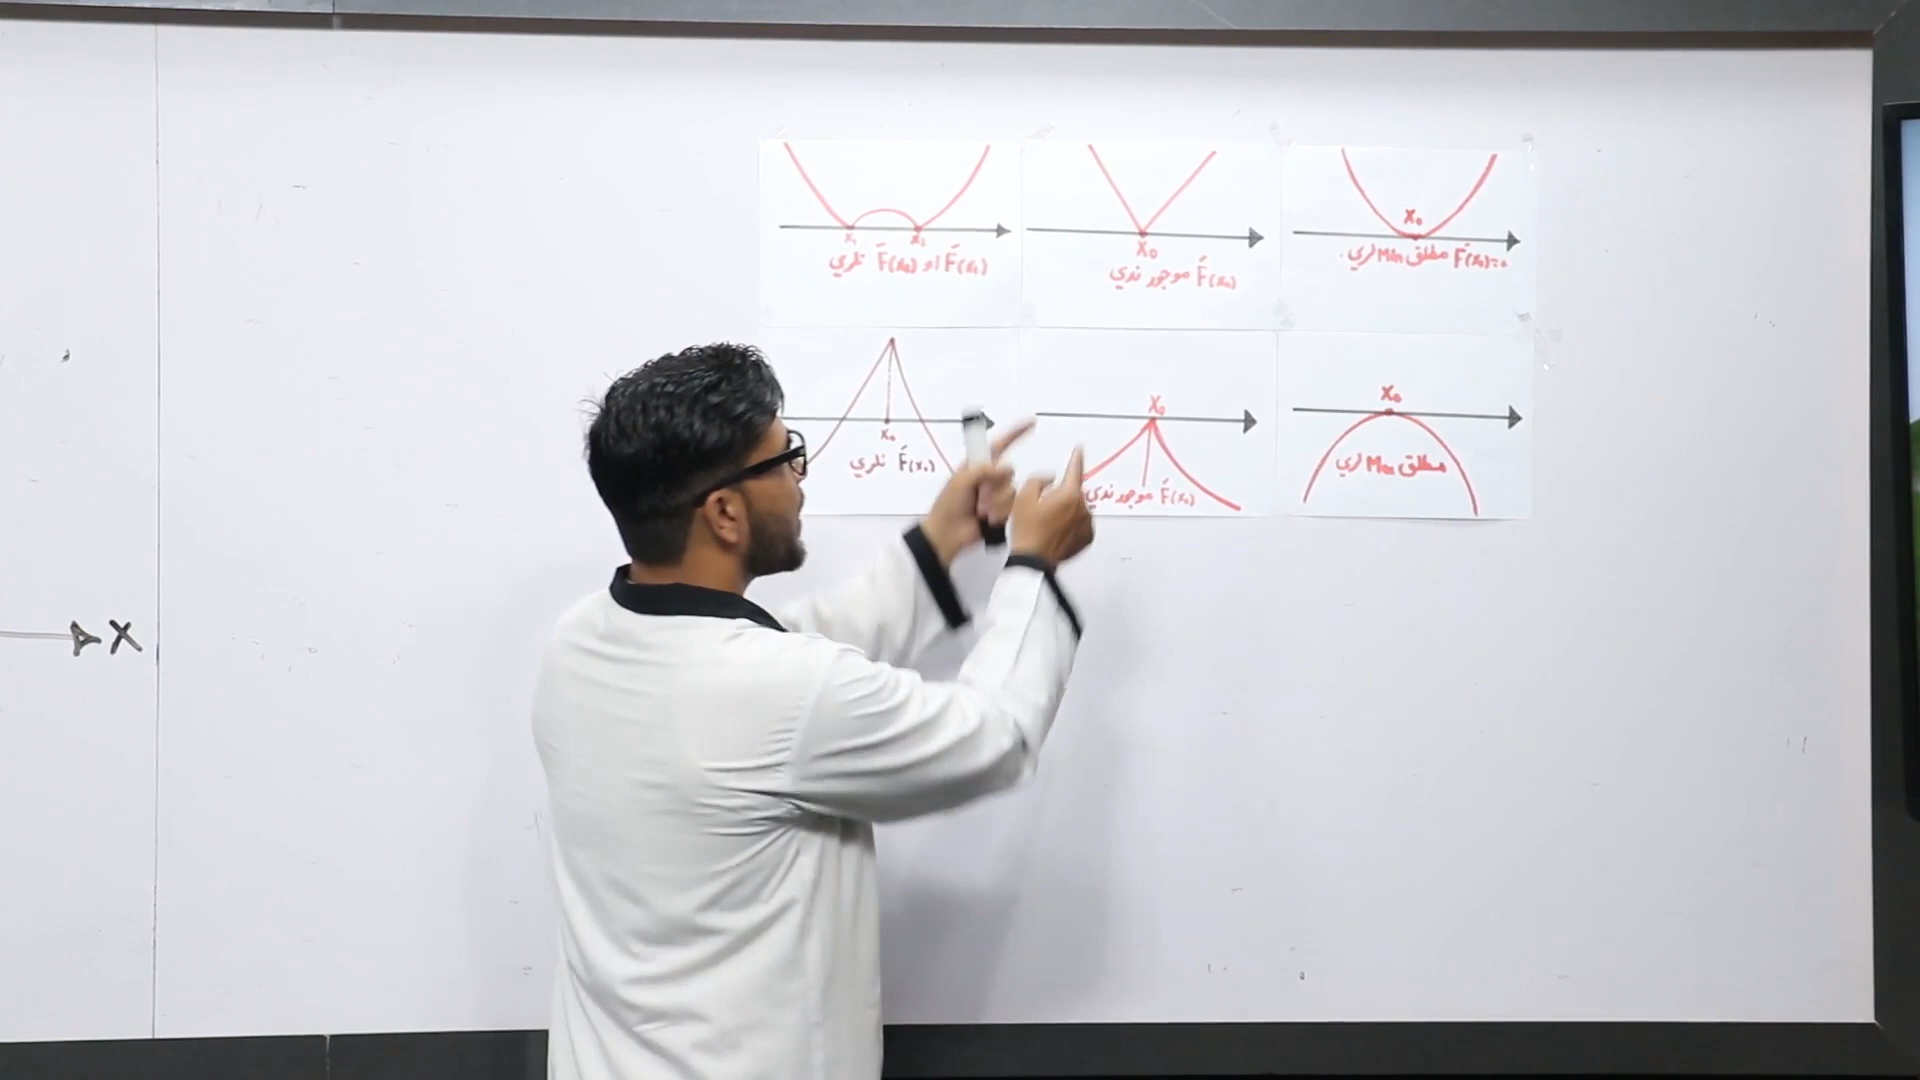 x₁ x₂
F́(x₂) او F́(x₁) نلري
x₀
F́(x₀) موجود ندي
x₀
F́(x₀)=0 مطلق Min لري.
x₀
F́(x₀) نلري
x₀
F́(x₀) موجود ندي
x₀
مطلق Max لري
X